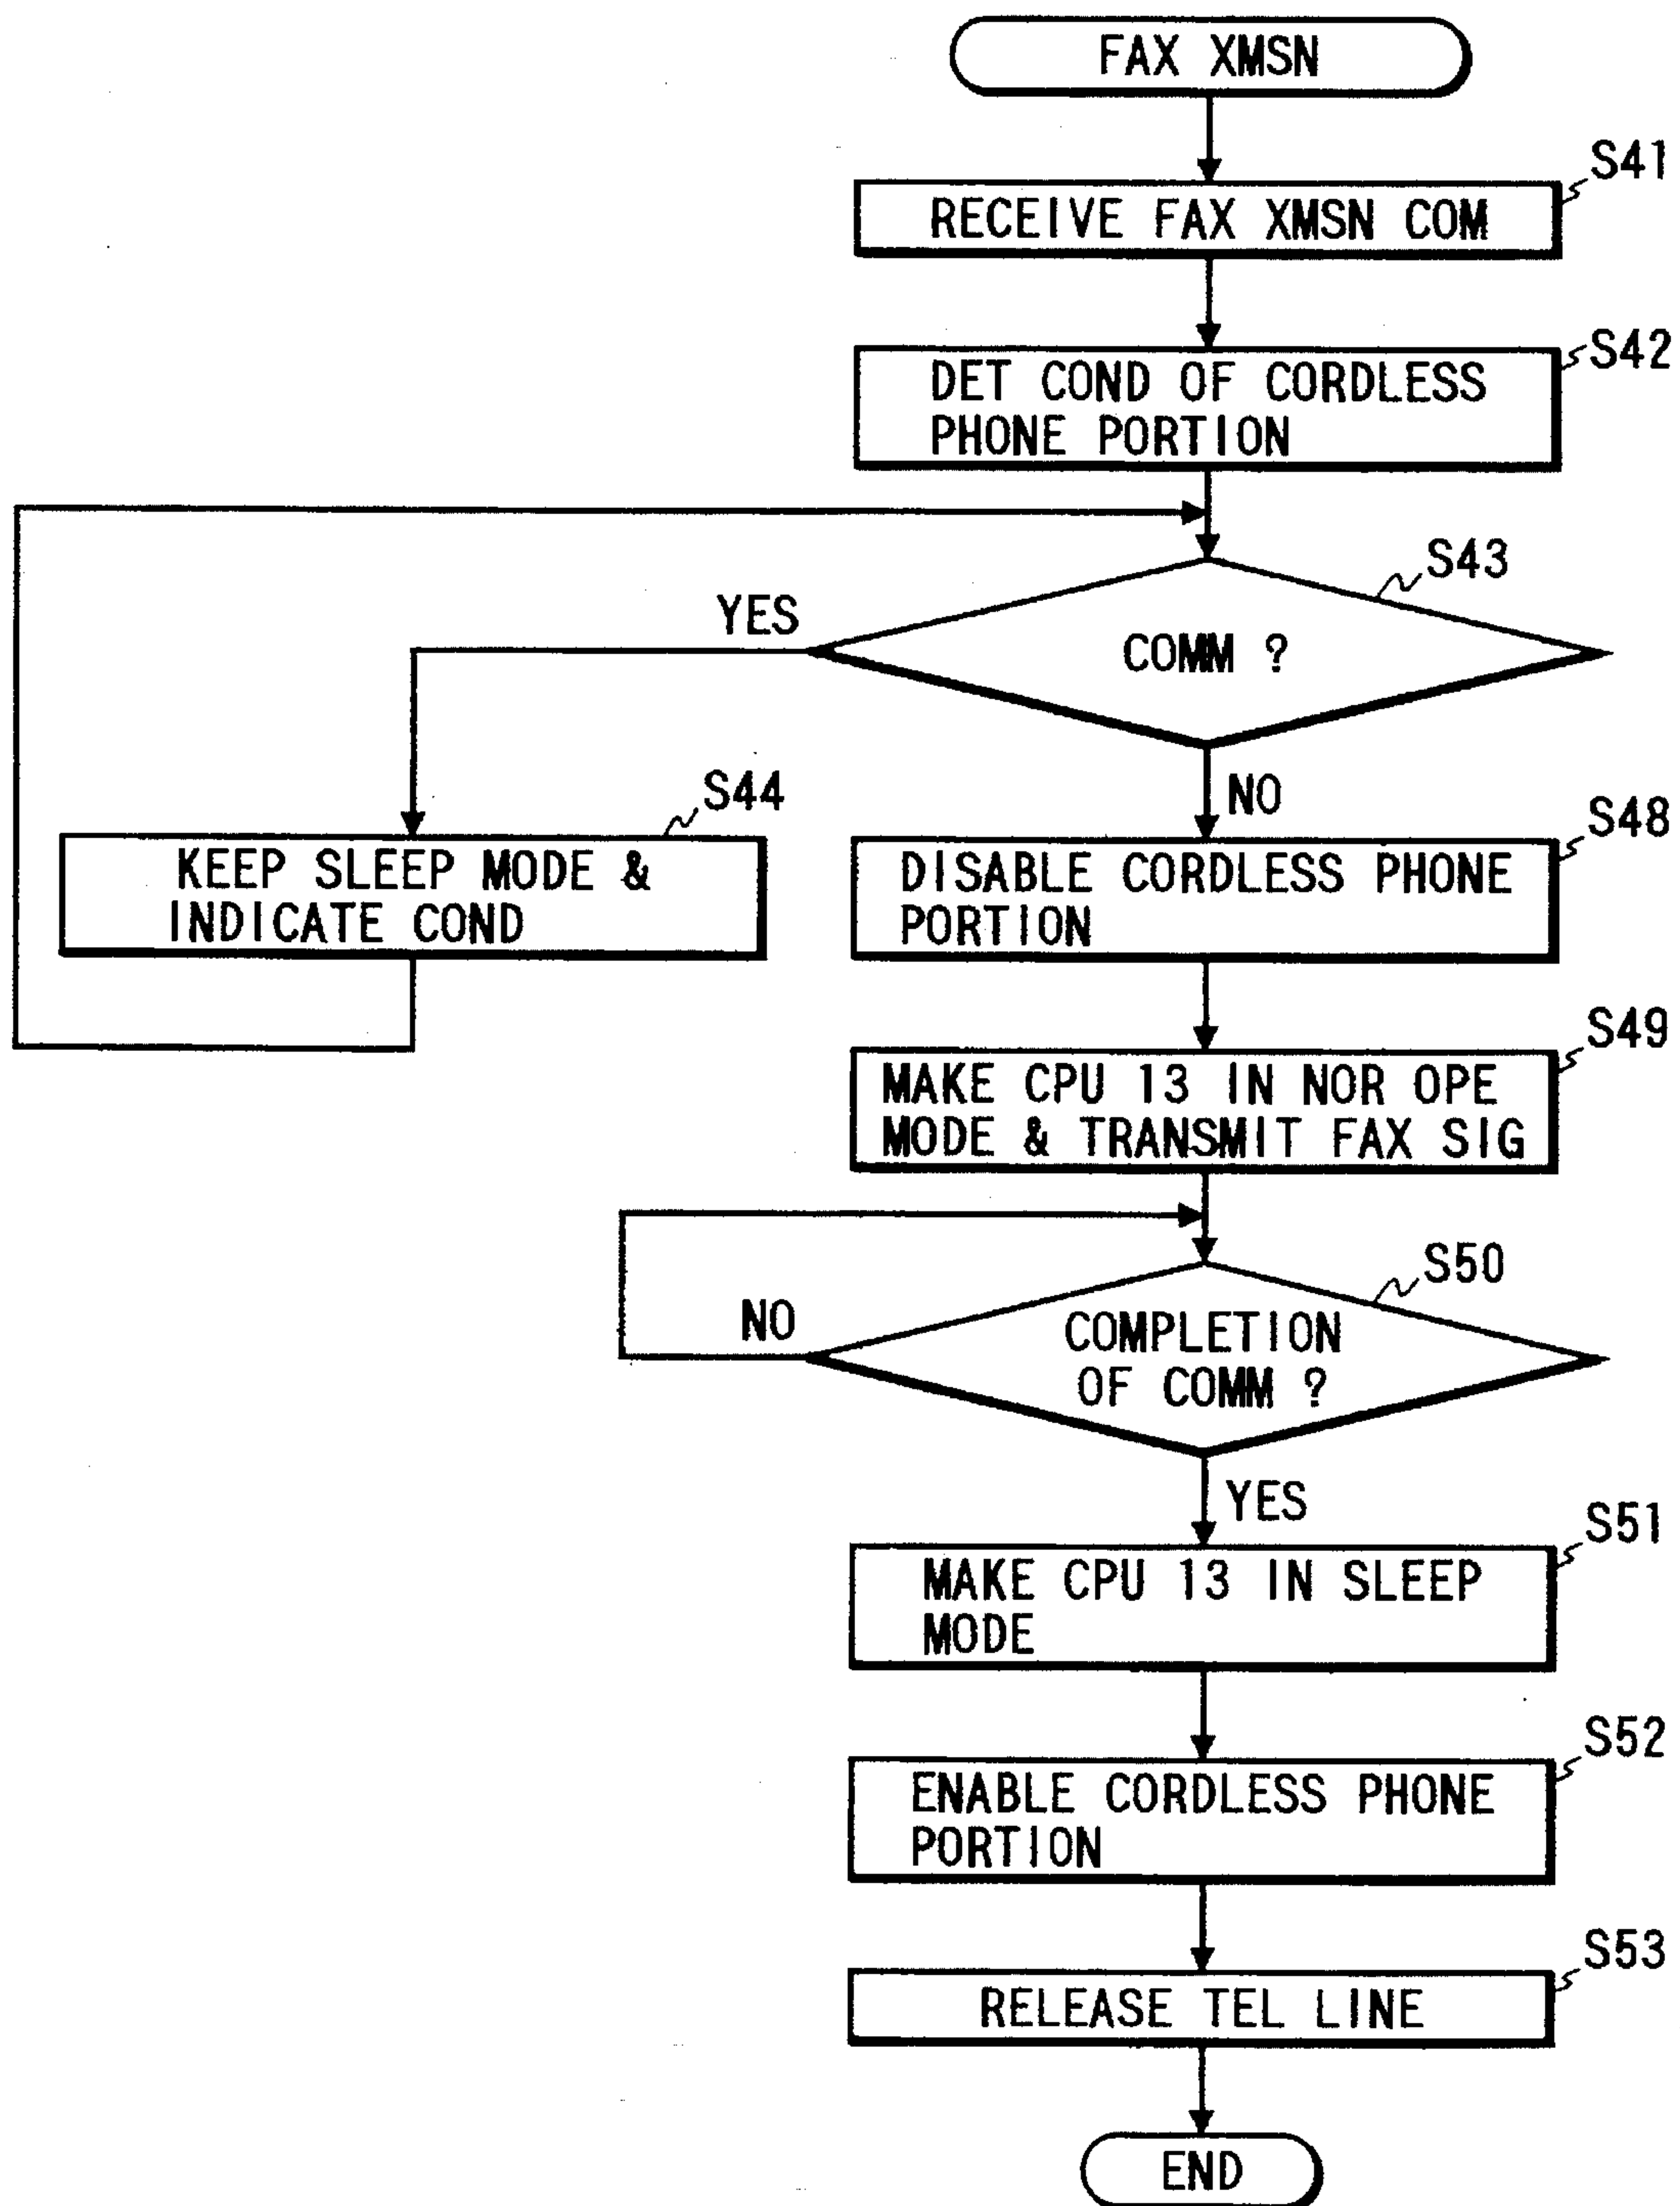 FAX XMSN
S41
RECEIVE FAX XMSN COM
S42
DET COND OF CORDLESS
PHONE PORTION
S43
YES
COMM ?
NO
S44
KEEP SLEEP MODE &
INDICATE COND
S48
DISABLE CORDLESS PHONE
PORTION
S49
MAKE CPU 13 IN NOR OPE
MODE & TRANSMIT FAX SIG
S50
NO
COMPLETION
OF COMM ?
YES
S51
MAKE CPU 13 IN SLEEP
MODE
S52
ENABLE CORDLESS PHONE
PORTION
S53
RELEASE TEL LINE
END